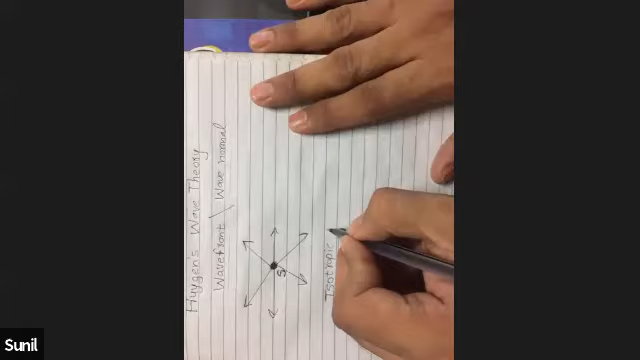 Huygen's Wave Theory
Wavefront / Wave normal
S
Isotropic
Sunil